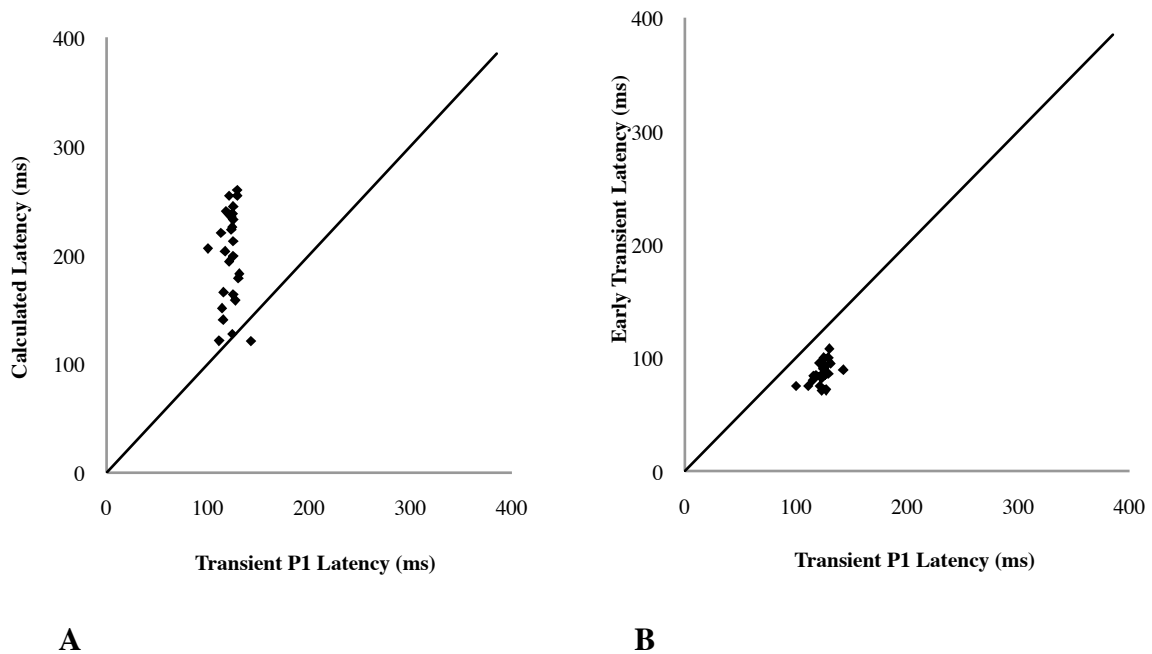 400
300
200
100
0
Calculated Latency (ms)
0 100 200 300 400
Transient P1 Latency (ms)
A
400
300
200
100
0
Early Transient Latency (ms)
0 100 200 300 400
Transient P1 Latency (ms)
B